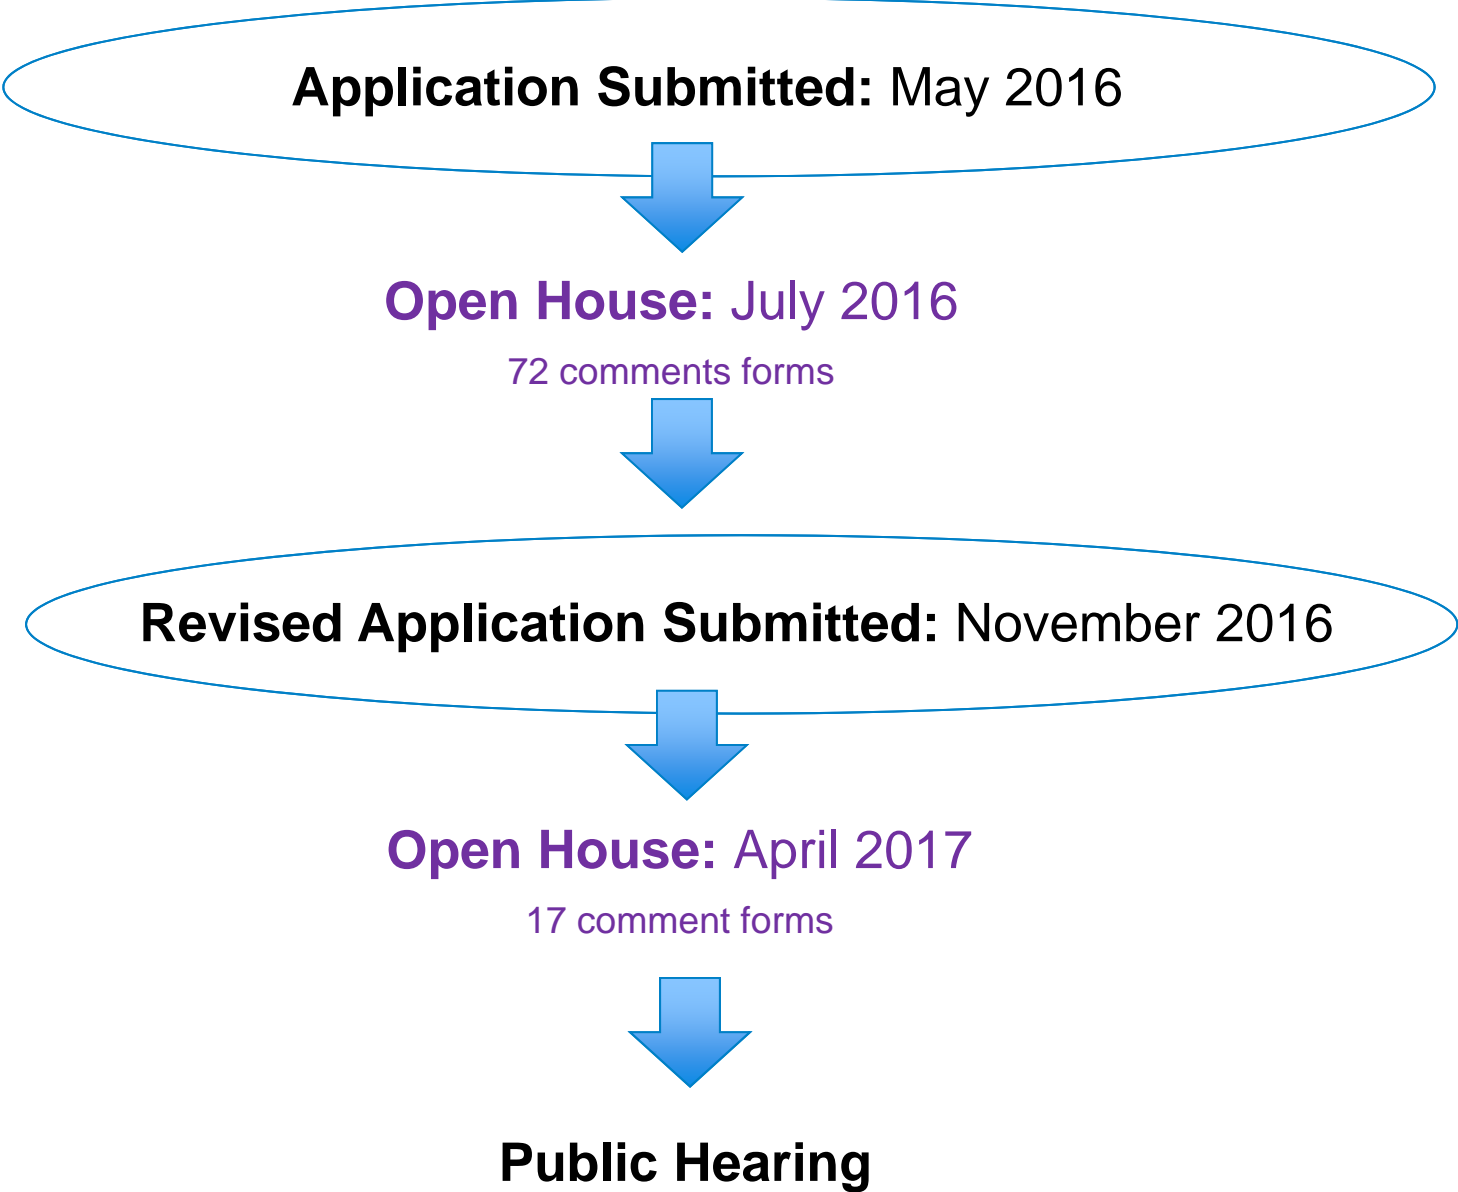 Application Submitted: May 2016
Open House: July 2016
72 comments forms
Revised Application Submitted: November 2016
Open House: April 2017
17 comment forms
Public Hearing